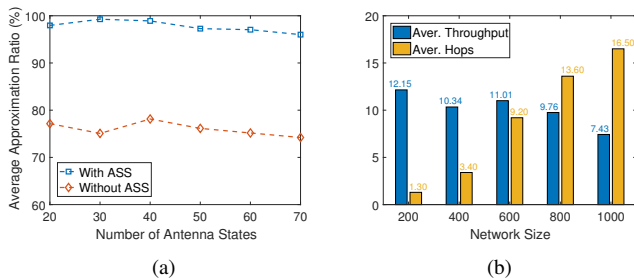 Average Approximation Ratio (%)
100
90
80
70
60
With ASS
Without ASS
20 30 40 50 60 70
Number of Antenna States
(a)
20
15
10
5
0
Aver. Throughput
Aver. Hops
12.15 1.30 10.34 3.40 11.01 9.20 9.76 13.60 7.43 16.50
200 400 600 800 1000
Network Size
(b)